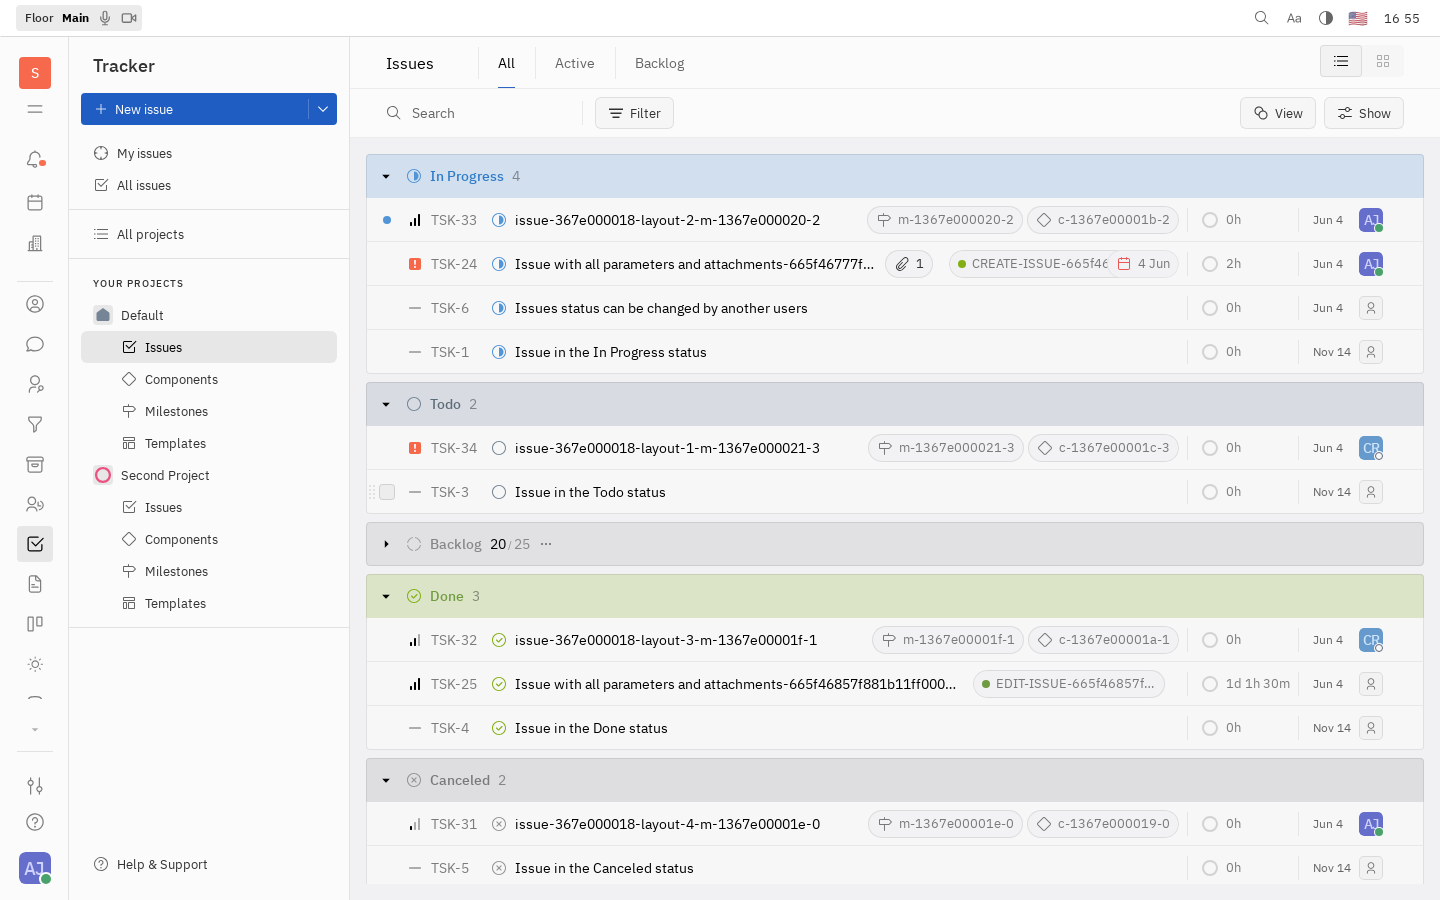 Floor Main
Aa
16 55
S
Tracker
New issue
My issues
All issues
All projects
YOUR PROJECTS
Default
Issues
Components
Milestones
Templates
Second Project
Issues
Components
Milestones
Templates
Help & Support
AJ
Issues
All
Active
Backlog
Search
Filter
View
Show
In Progress 4
TSK-33 issue-367e000018-layout-2-m-1367e000020-2 m-1367e000020-2 c-1367e00001b-2 0h Jun 4 AJ
TSK-24 Issue with all parameters and attachments-665f46777f... 1 CREATE-ISSUE-665f46 4 Jun 2h Jun 4 AJ
TSK-6 Issues status can be changed by another users 0h Jun 4
TSK-1 Issue in the In Progress status 0h Nov 14
Todo 2
TSK-34 issue-367e000018-layout-1-m-1367e000021-3 m-1367e000021-3 c-1367e00001c-3 0h Jun 4 CR
TSK-3 Issue in the Todo status 0h Nov 14
Backlog 20/25 ...
Done 3
TSK-32 issue-367e000018-layout-3-m-1367e00001f-1 m-1367e00001f-1 c-1367e00001a-1 0h Jun 4 CR
TSK-25 Issue with all parameters and attachments-665f46857f881b11ff000... EDIT-ISSUE-665f46857f... 1d 1h 30m Jun 4
TSK-4 Issue in the Done status 0h Nov 14
Canceled 2
TSK-31 issue-367e000018-layout-4-m-1367e00001e-0 m-1367e00001e-0 c-1367e000019-0 0h Jun 4 AJ
TSK-5 Issue in the Canceled status 0h Nov 14